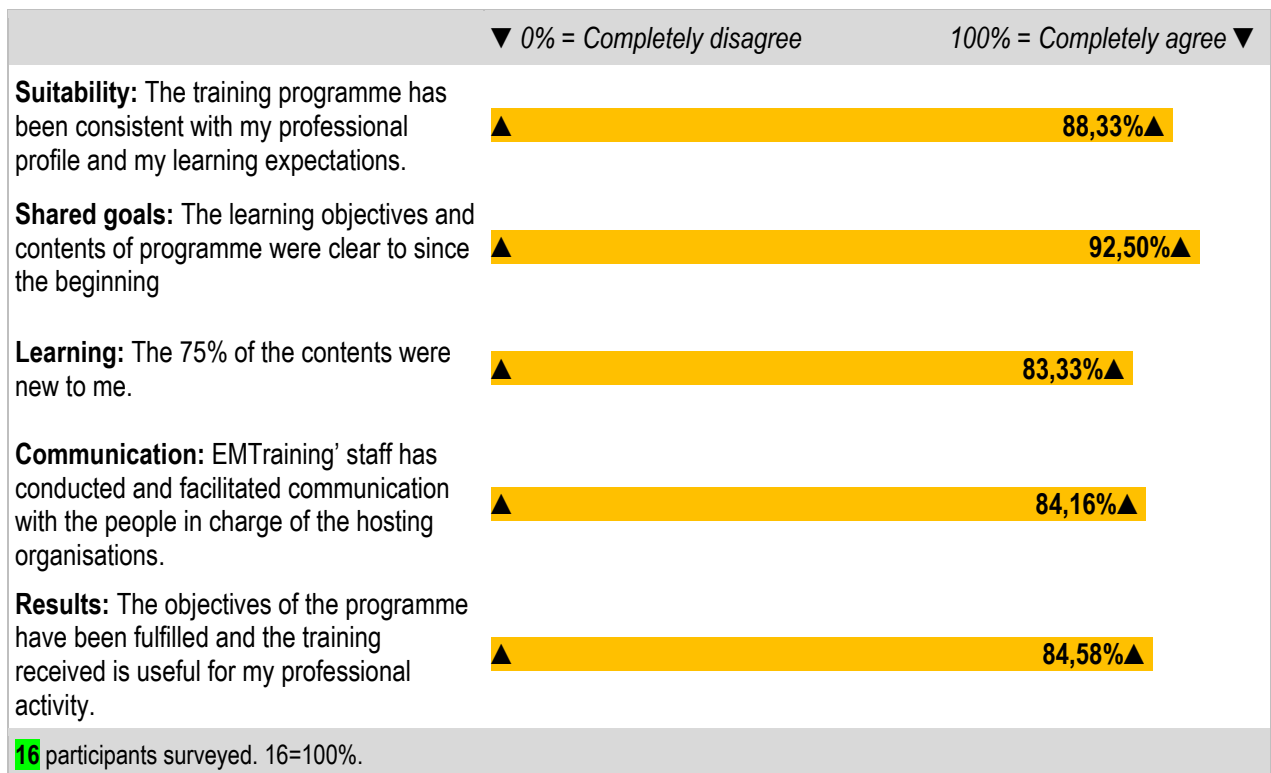 ▼ 0% = Completely disagree 100% = Completely agree ▼
Suitability: The training programme has
been consistent with my professional
profile and my learning expectations.
▲ 88,33%▲
Shared goals: The learning objectives and
contents of programme were clear to since
the beginning
▲ 92,50%▲
Learning: The 75% of the contents were
new to me.
▲ 83,33%▲
Communication: EMTraining’ staff has
conducted and facilitated communication
with the people in charge of the hosting
organisations.
▲ 84,16%▲
Results: The objectives of the programme
have been fulfilled and the training
received is useful for my professional
activity.
▲ 84,58%▲
16 participants surveyed. 16=100%.